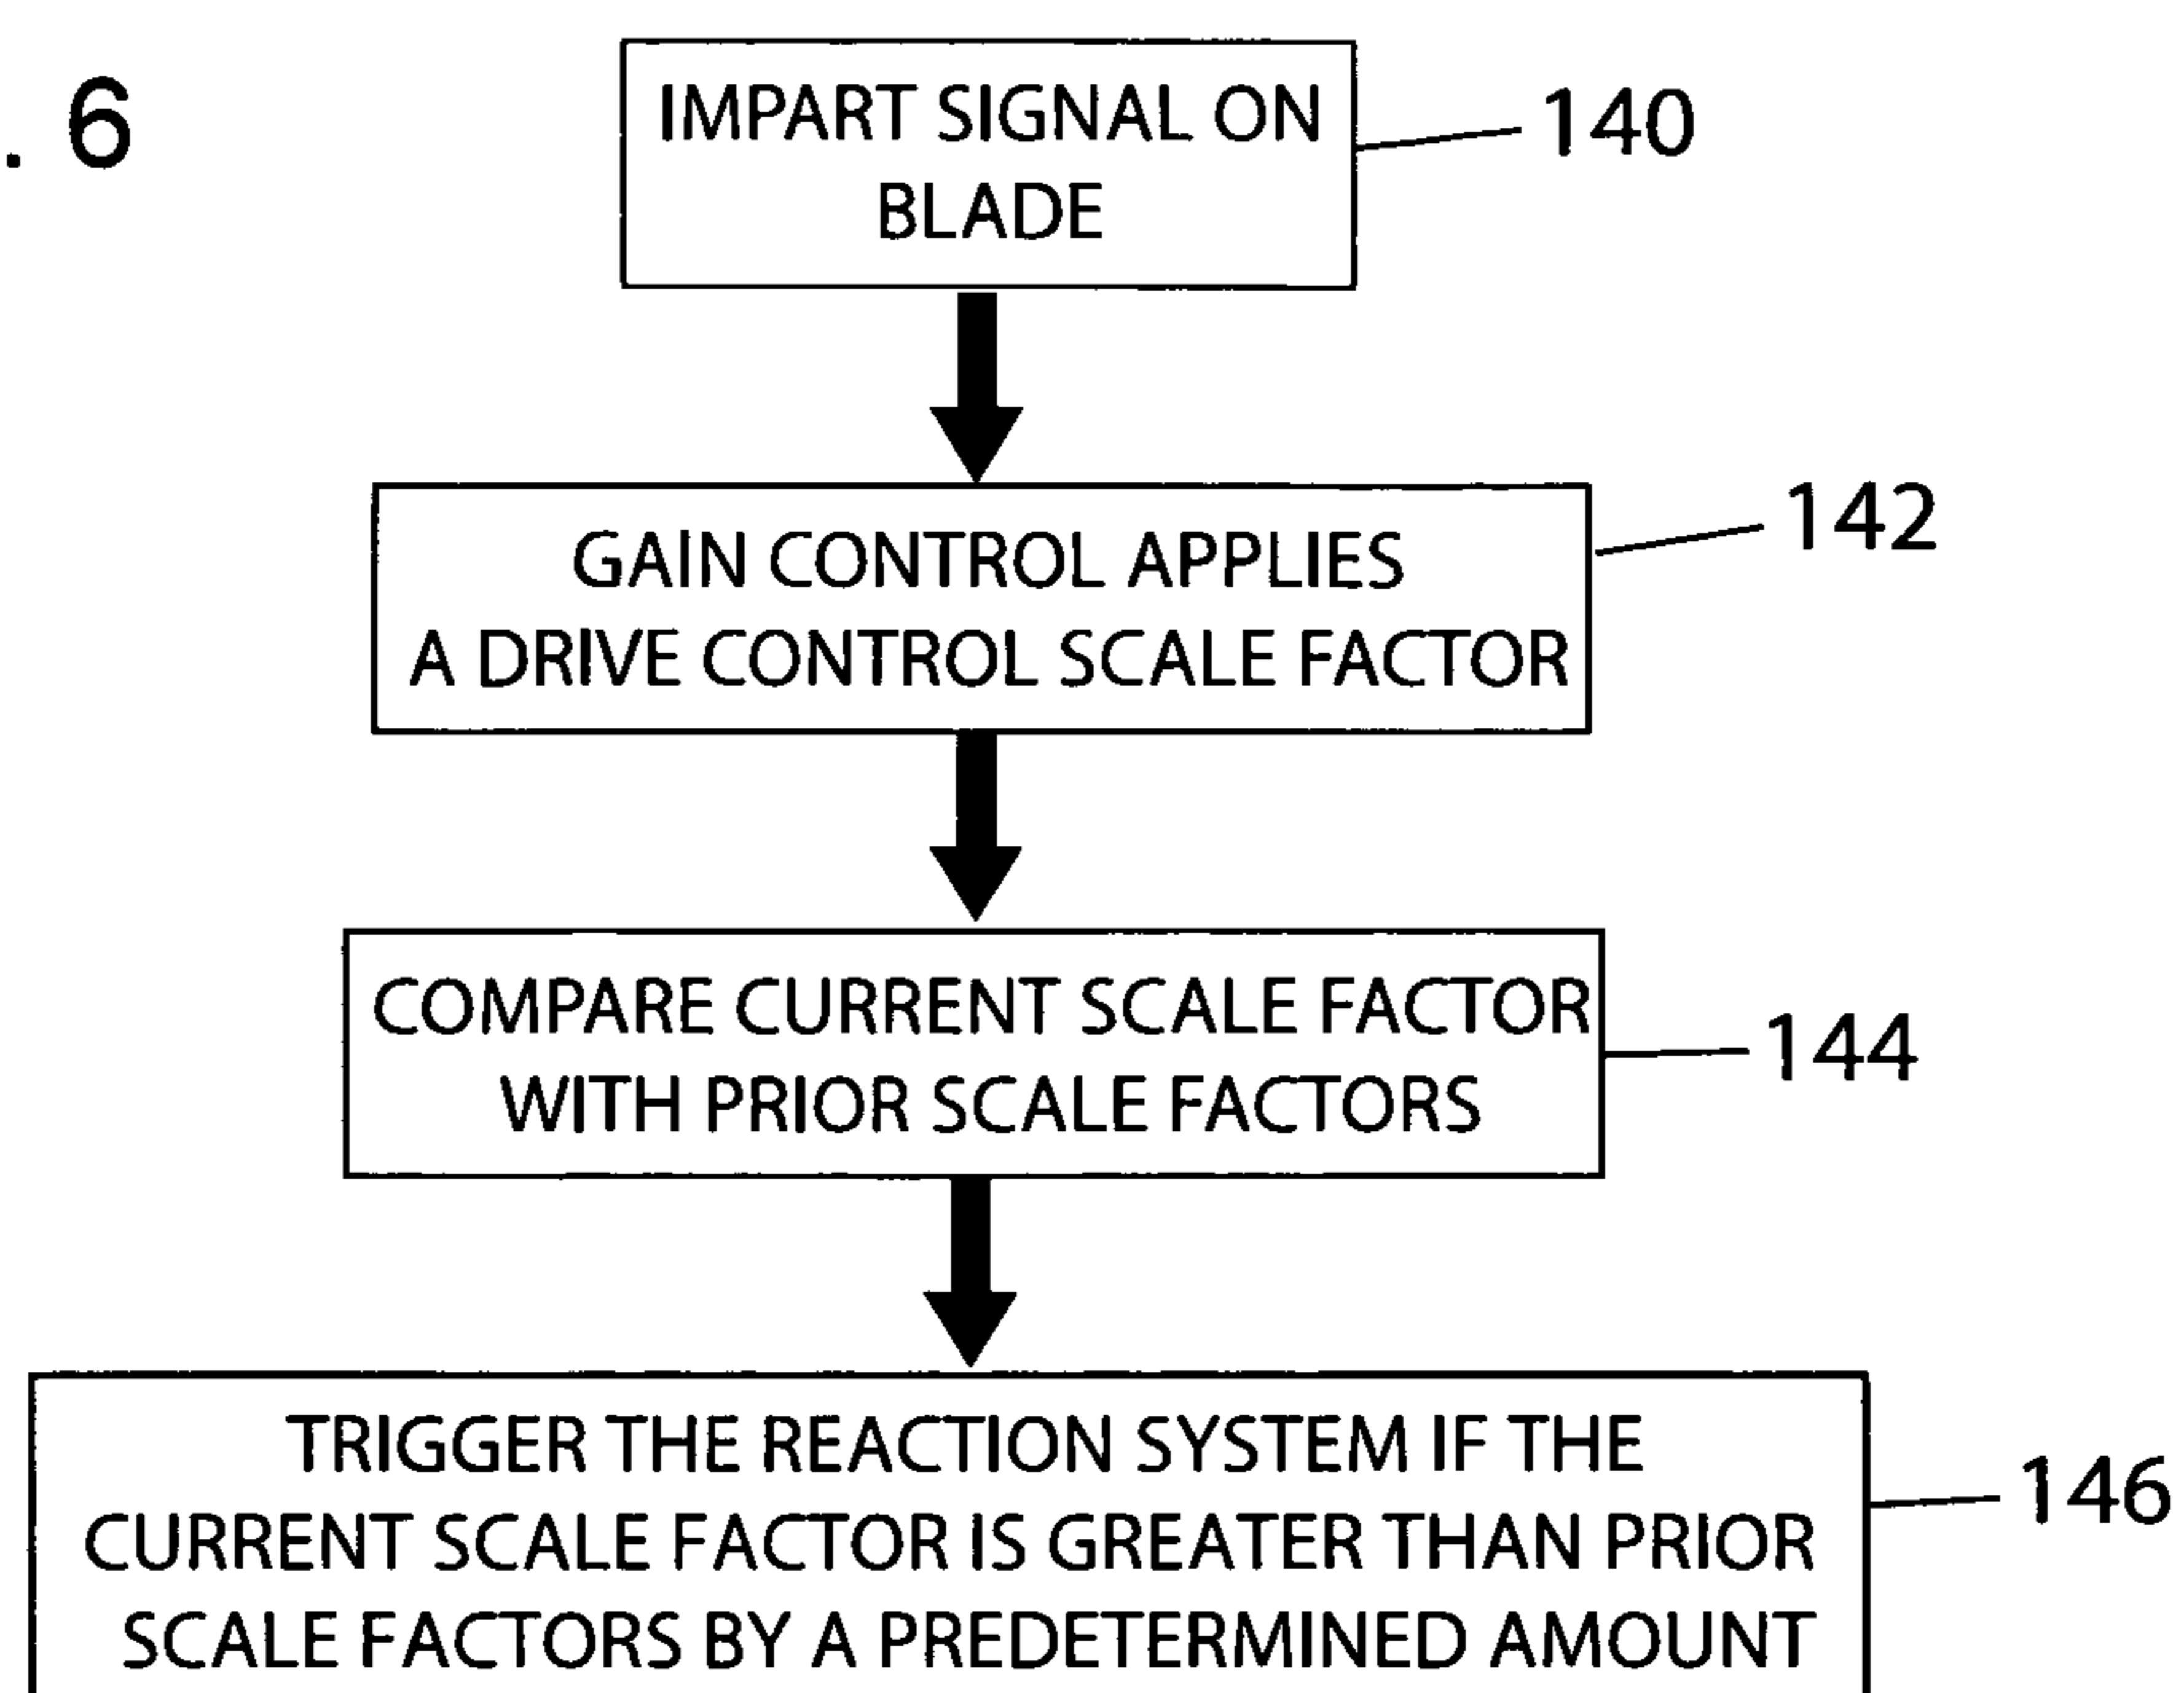 . 6
IMPART SIGNAL ON
BLADE
140
GAIN CONTROL APPLIES
A DRIVE CONTROL SCALE FACTOR
142
COMPARE CURRENT SCALE FACTOR
WITH PRIOR SCALE FACTORS
144
TRIGGER THE REACTION SYSTEM IF THE
CURRENT SCALE FACTOR IS GREATER THAN PRIOR
SCALE FACTORS BY A PREDETERMINED AMOUNT
146